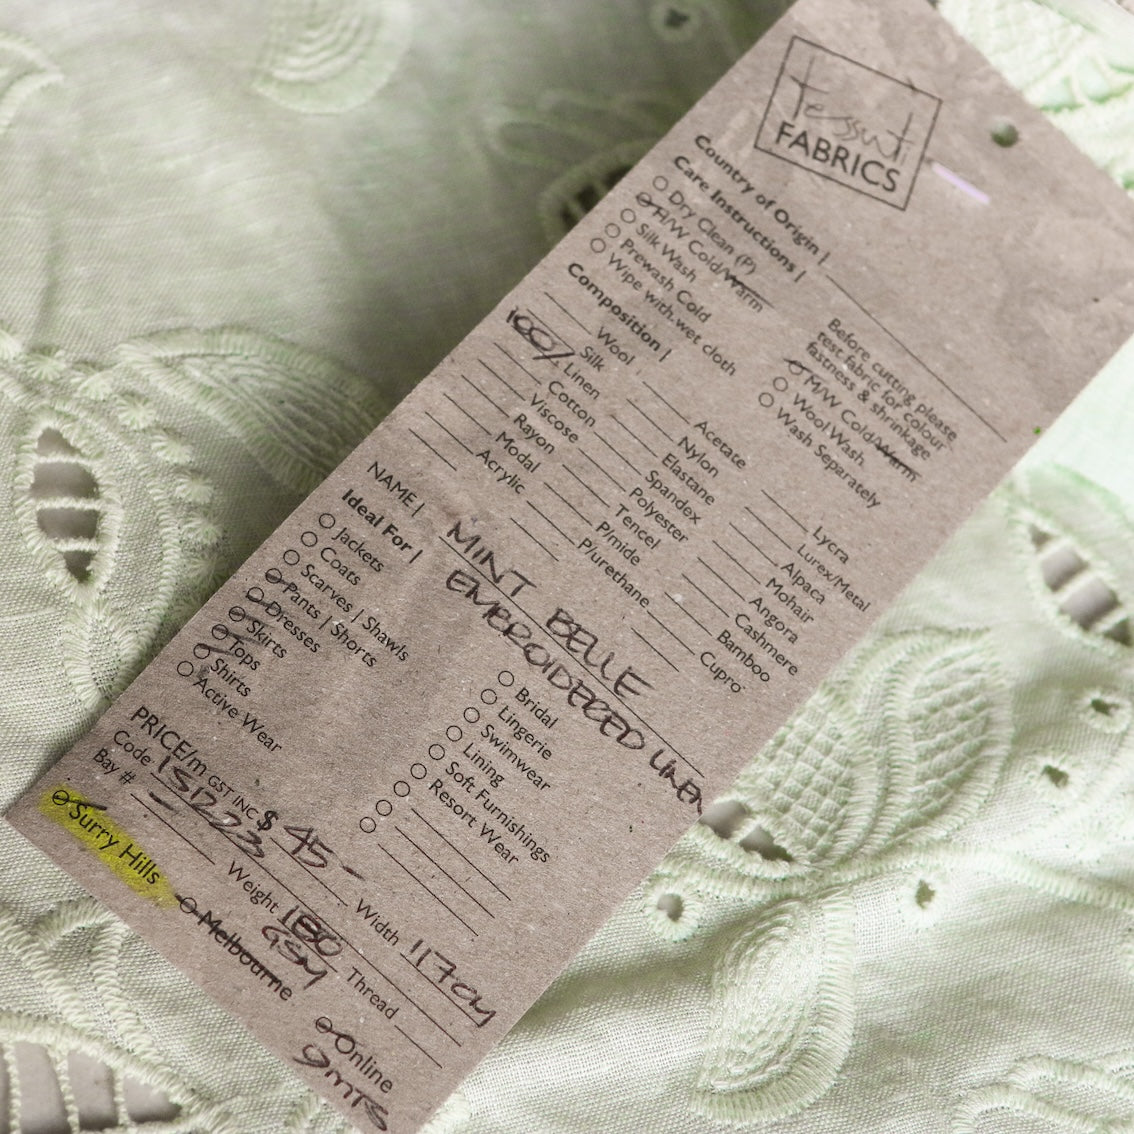 Tessuti
FABRICS
Country of Origin |
Care Instructions |
Dry Clean (P)
H/W Cold/Warm
Silk Wash
Prewash Cold
Wipe with wet cloth
Before cutting please
test fabric for colour
fastness & shrinkage
M/W Cold/Warm
Wool Wash
Wash Separately
Composition |
Wool
Silk
100% Linen
Cotton
Viscose
Rayon
Modal
Acrylic
Acetate
Nylon
Elastane
Spandex
Polyester
Tencel
P/mide
P/urethane
Lycra
Lurex/Metal
Alpaca
Mohair
Angora
Cashmere
Bamboo
Cupro
NAME | MINT BELLE
EMBROIDERED LINEN
Ideal For |
Jackets
Coats
Scarves | Shawls
Pants | Shorts
Dresses
Skirts
Tops
Shirts
Active Wear
Bridal
Lingerie
Swimwear
Lining
Soft Furnishings
Resort Wear
PRICE/m GST INC $ 45 -
Code 151223
Width 117cm
Bay # -
Weight 180 GSM
Thread
Surry Hills
Melbourne
Online
9 MTS